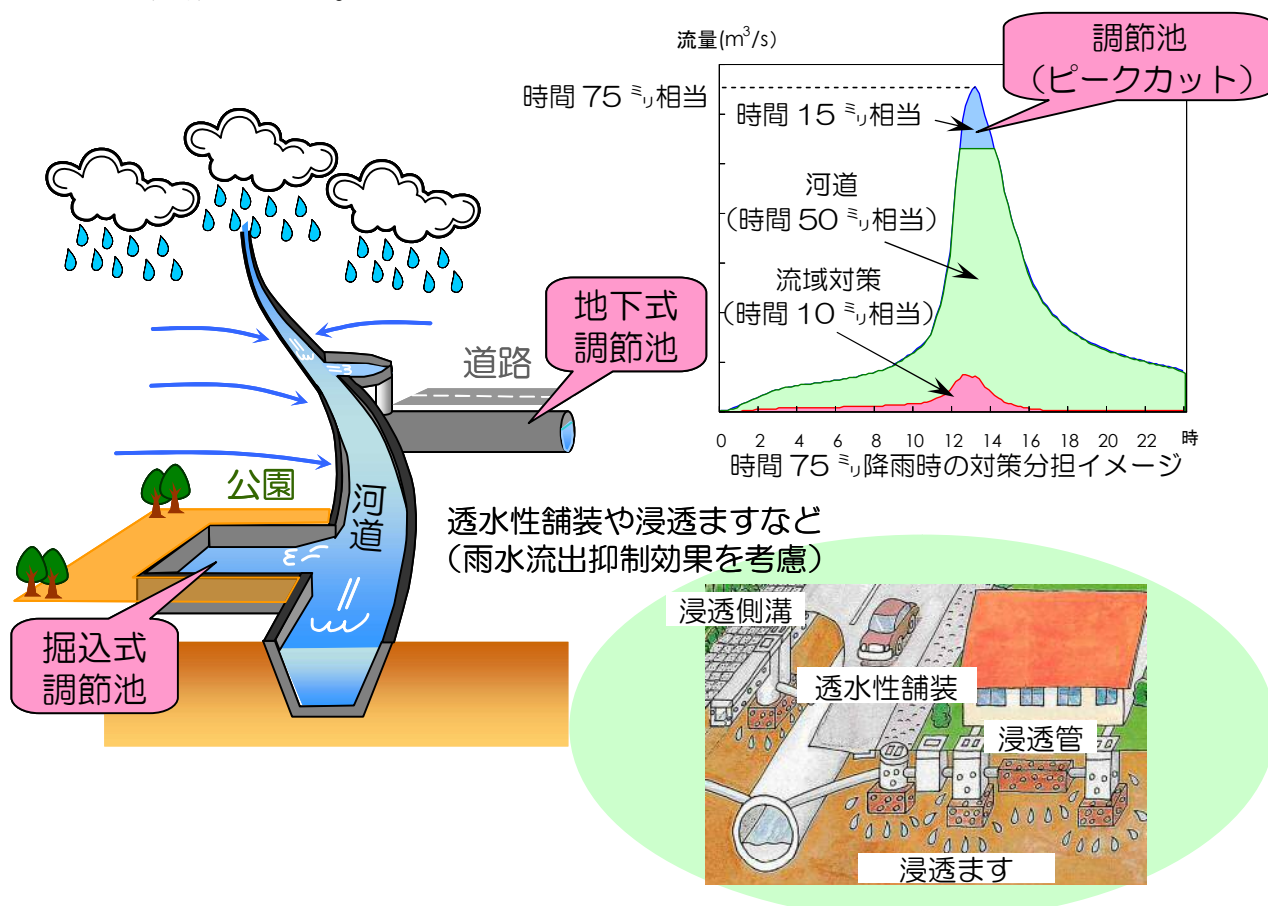 流量(m³/s)
調節池
(ピークカット)
時間 75 ㍉相当
時間 15 ㍉相当
河道
(時間 50 ㍉相当)
流域対策
(時間 10 ㍉相当)
0 2 4 6 8 10 12 14 16 18 20 22 時
時間 75 ㍉降雨時の対策分担イメージ
地下式
調節池
道路
公園
河道
掘込式
調節池
透水性舗装や浸透ますなど
(雨水流出抑制効果を考慮)
浸透側溝
透水性舗装
浸透管
浸透ます